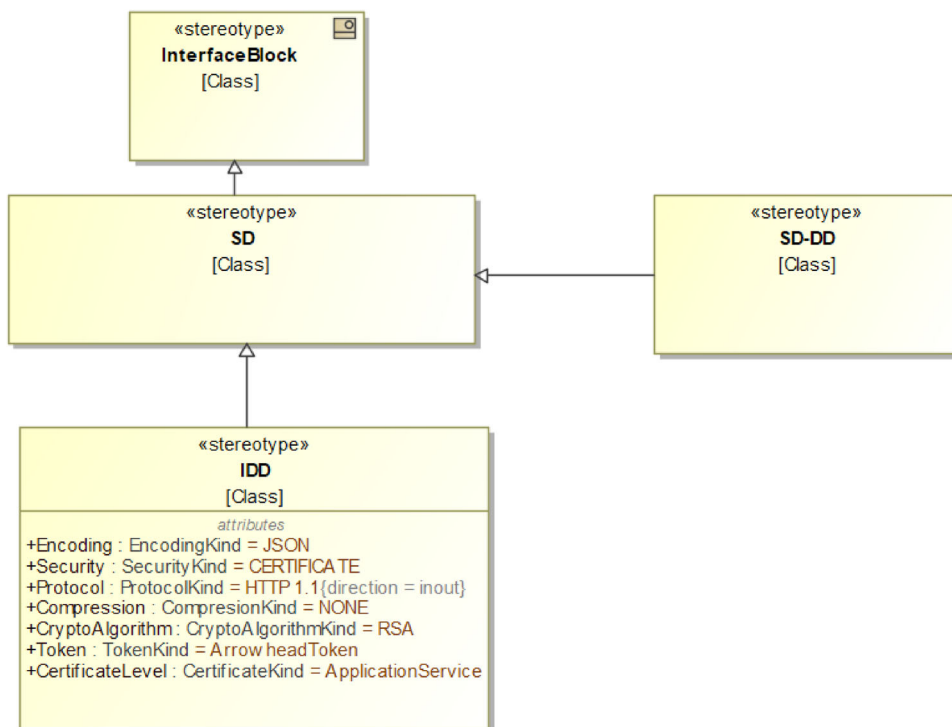 «stereotype»
InterfaceBlock
[Class]
«stereotype»
SD
[Class]
«stereotype»
SD-DD
[Class]
«stereotype»
IDD
[Class]
attributes
+Encoding : EncodingKind = JSON
+Security : SecurityKind = CERTIFICATE
+Protocol : ProtocolKind = HTTP 1.1{direction = inout}
+Compression : CompresionKind = NONE
+CryptoAlgorithm : CryptoAlgorithmKind = RSA
+Token : TokenKind = ArrowheadToken
+CertificateLevel : CertificateKind = ApplicationService